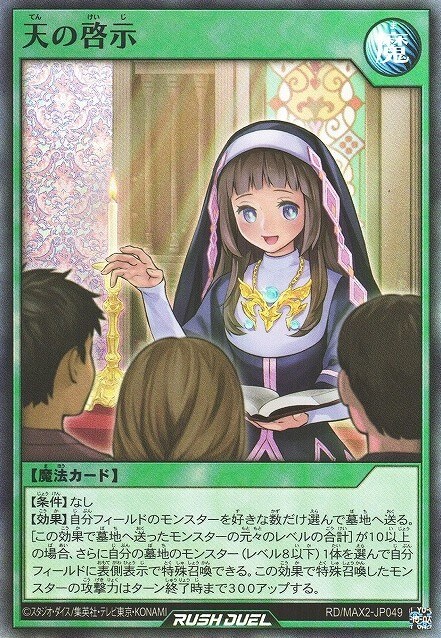 天の啓示
てん けいじ
魔
【魔法カード】
【条件】なし
【効果】自分フィールドのモンスターを好きな数だけ選んで墓地へ送る。
「この効果で墓地へ送ったモンスターの元々のレベルの合計」が10以上
の場合、さらに自分の墓地のモンスター(レベル8以下)1体を選んで自分
フィールドに表側表示で特殊召喚できる。この効果で特殊召喚したモン
スターの攻撃力はターン終了時まで300アップする。
©スタジオ・ダイス/集英社・テレビ東京・KONAMI
RUSH DUEL
RD/MAX2-JP049